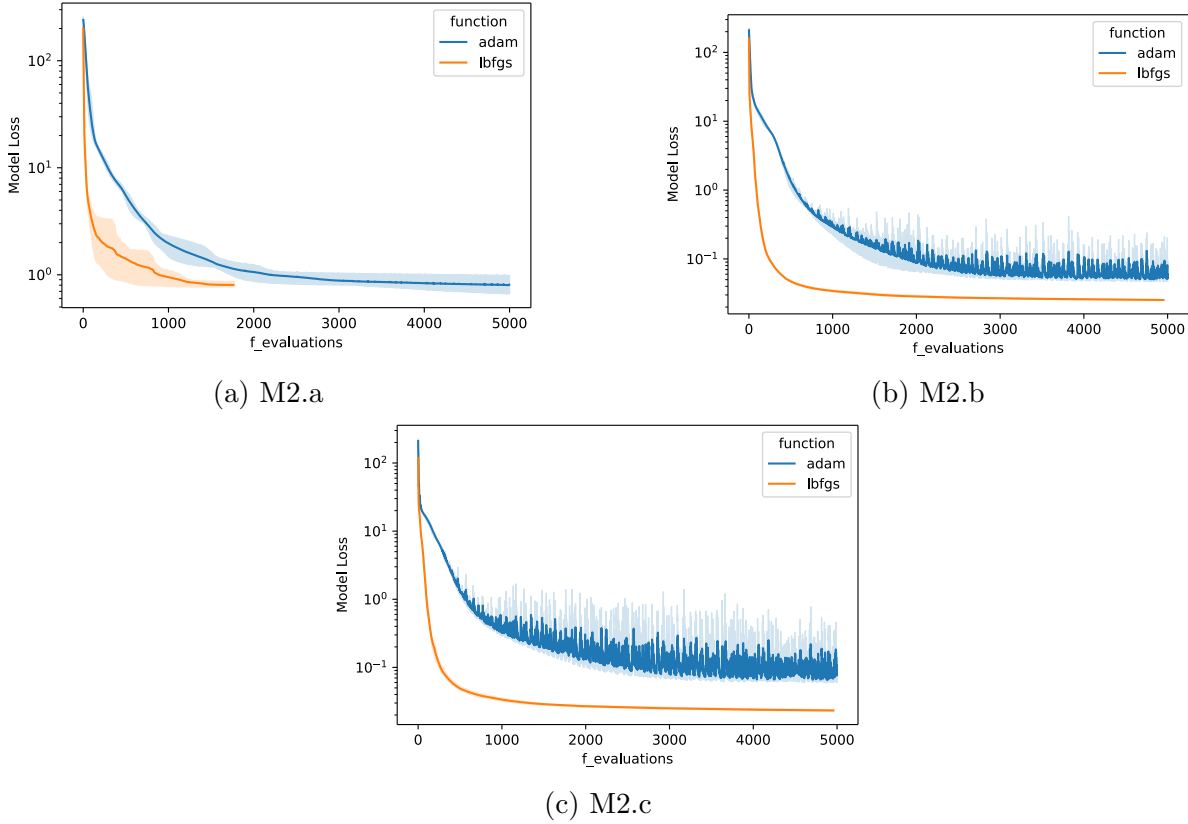 function
adam
lbfgs
10²
10¹
10⁰
Model Loss
0 1000 2000 3000 4000 5000
f_evaluations
(a) M2.a
function
adam
lbfgs
10²
10¹
10⁰
10⁻¹
Model Loss
0 1000 2000 3000 4000 5000
f_evaluations
(b) M2.b
function
adam
lbfgs
10²
10¹
10⁰
10⁻¹
Model Loss
0 1000 2000 3000 4000 5000
f_evaluations
(c) M2.c